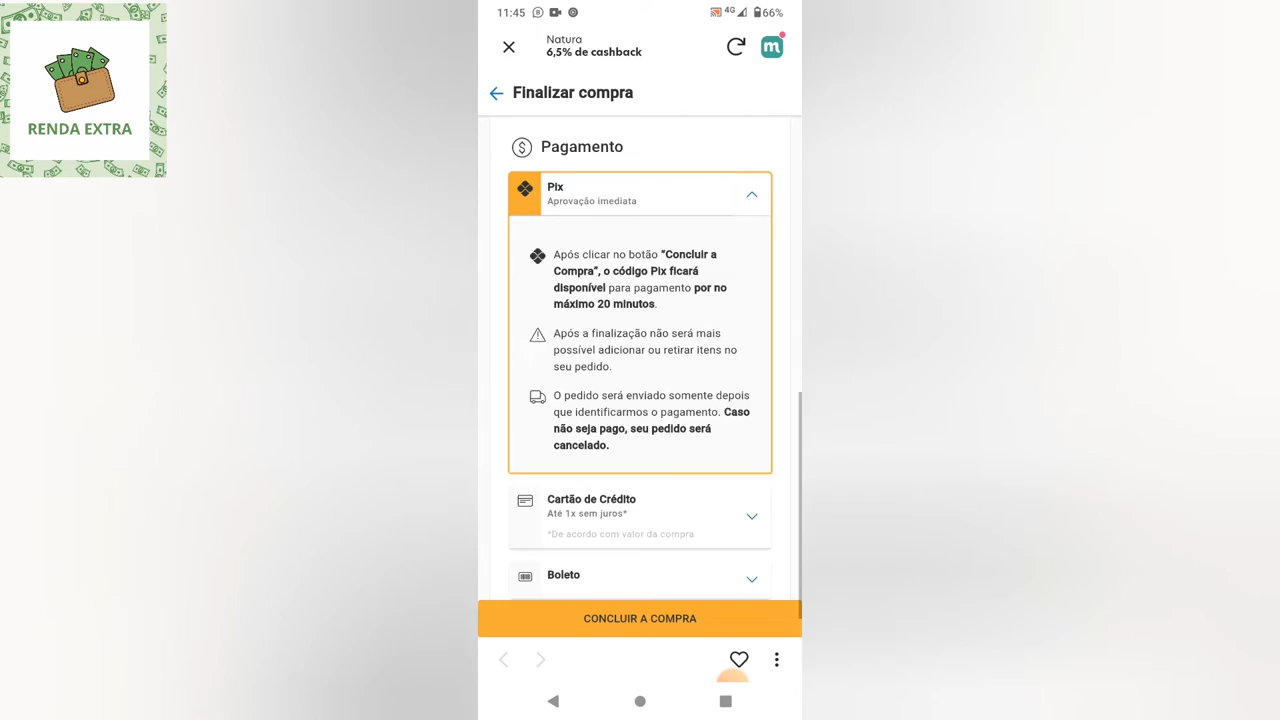 RENDA EXTRA
11:45
4G
66%
Natura
6,5% de cashback
m
Finalizar compra
Pagamento
Pix
Aprovação imediata
Após clicar no botão “Concluir a
Compra”, o código Pix ficará
disponível para pagamento por no
máximo 20 minutos.
Após a finalização não será mais
possível adicionar ou retirar itens no
seu pedido.
O pedido será enviado somente depois
que identificarmos o pagamento. Caso
não seja pago, seu pedido será
cancelado.
Cartão de Crédito
Até 1x sem juros*
*De acordo com valor da compra
Boleto
CONCLUIR A COMPRA